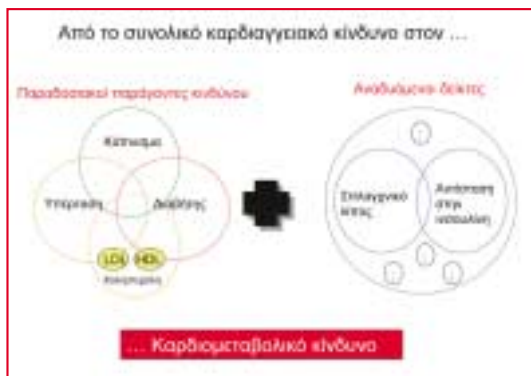 Από το συνολικό καρδιαγγειακό κίνδυνο στον ...
Παραδοσιακοί παράγοντες κινδύνου
Αναδυόμενοι δείκτες
Κάπνισμα
Υπέρταση
Διαβήτης
LDL HDL
Σπλαγχνικό
λίπος
Αντίσταση
στην
ινσουλίνη
... Καρδιομεταβολικό κίνδυνο